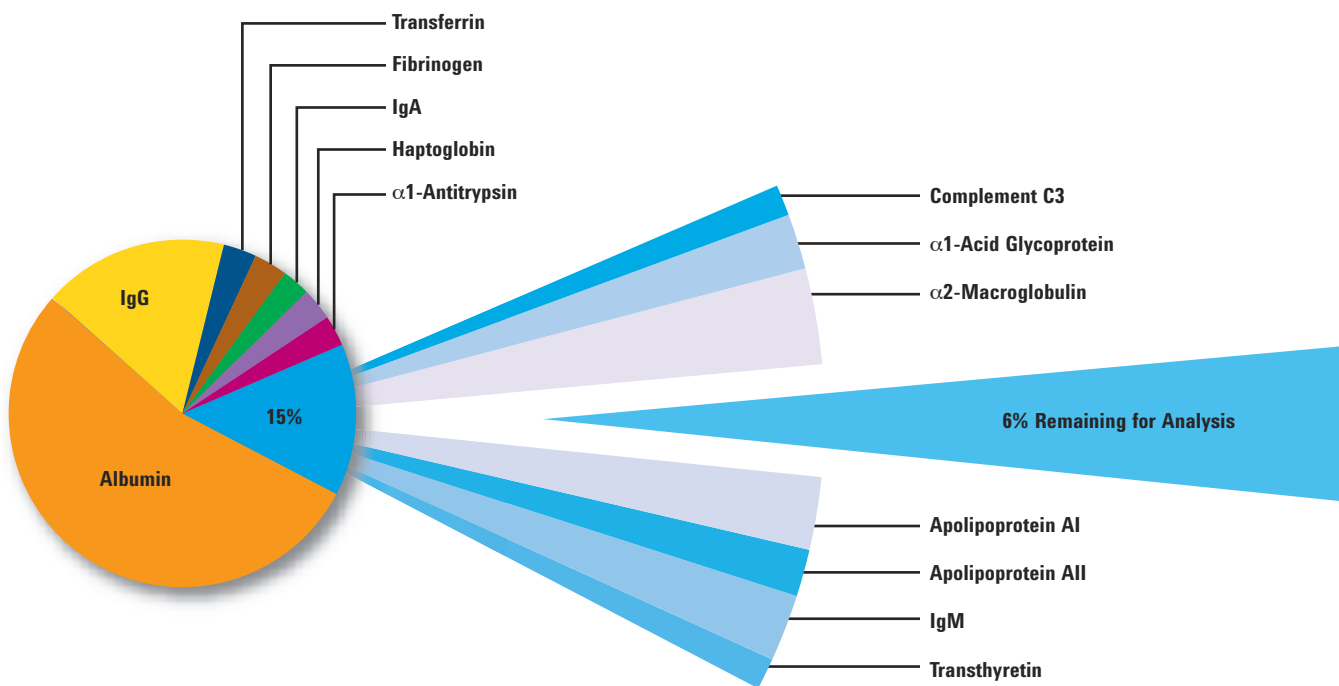 Transferrin
Fibrinogen
IgA
Haptoglobin
α1-Antitrypsin
IgG
15%
Albumin
Complement C3
α1-Acid Glycoprotein
α2-Macroglobulin
6% Remaining for Analysis
Apolipoprotein AI
Apolipoprotein AII
IgM
Transthyretin